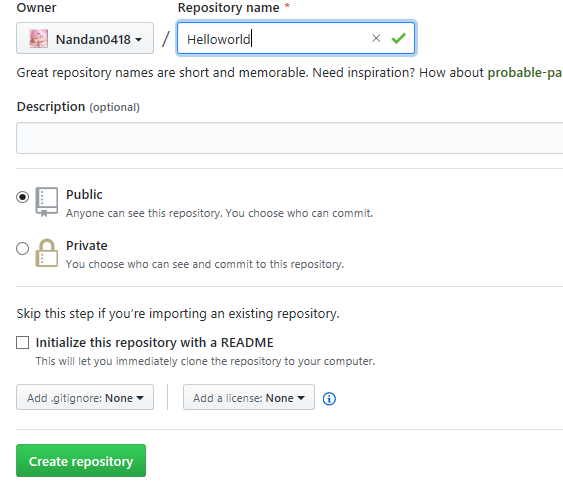 Owner
Repository name *
Nandan0418 / Helloworld
Great repository names are short and memorable. Need inspiration? How about probable-pa
Description (optional)
Public
Anyone can see this repository. You choose who can commit.
Private
You choose who can see and commit to this repository.
Skip this step if you’re importing an existing repository.
Initialize this repository with a README
This will let you immediately clone the repository to your computer.
Add .gitignore: None
Add a license: None
Create repository